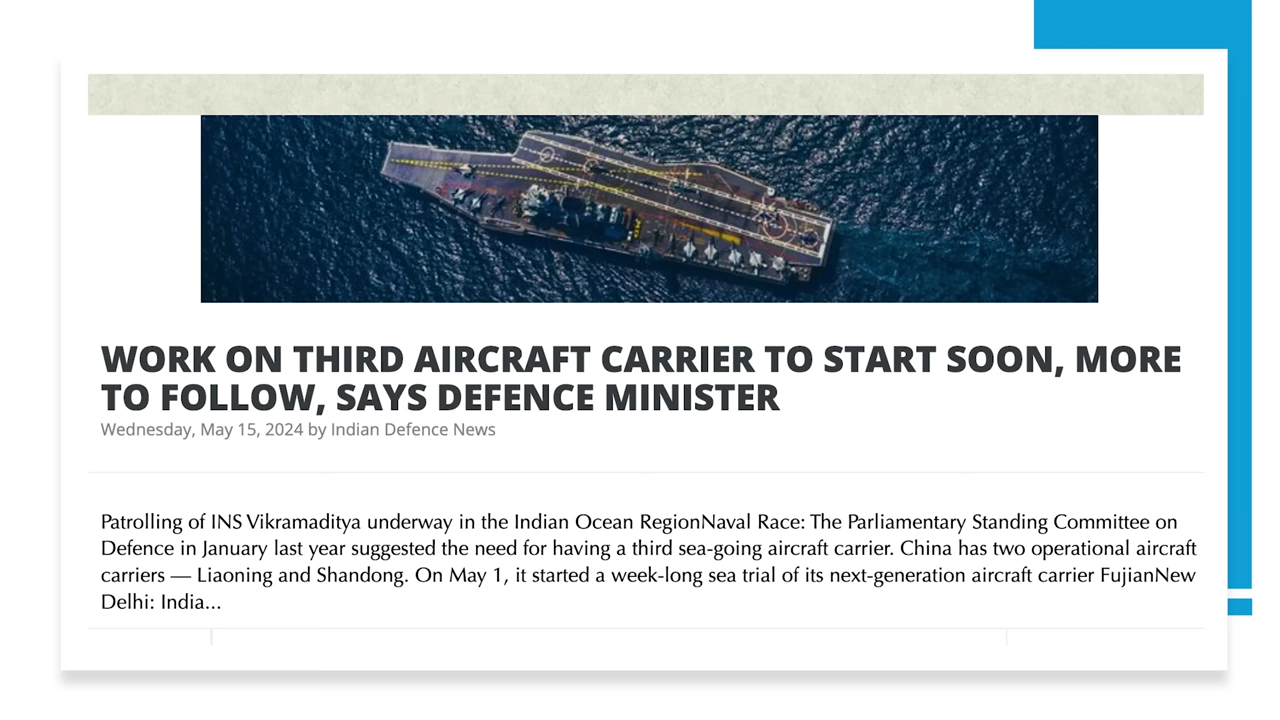 WORK ON THIRD AIRCRAFT CARRIER TO START SOON, MORE
TO FOLLOW, SAYS DEFENCE MINISTER
Wednesday, May 15, 2024 by Indian Defence News
Patrolling of INS Vikramaditya underway in the Indian Ocean RegionNaval Race: The Parliamentary Standing Committee on
Defence in January last year suggested the need for having a third sea-going aircraft carrier. China has two operational aircraft
carriers — Liaoning and Shandong. On May 1, it started a week-long sea trial of its next-generation aircraft carrier FujianNew
Delhi: India...